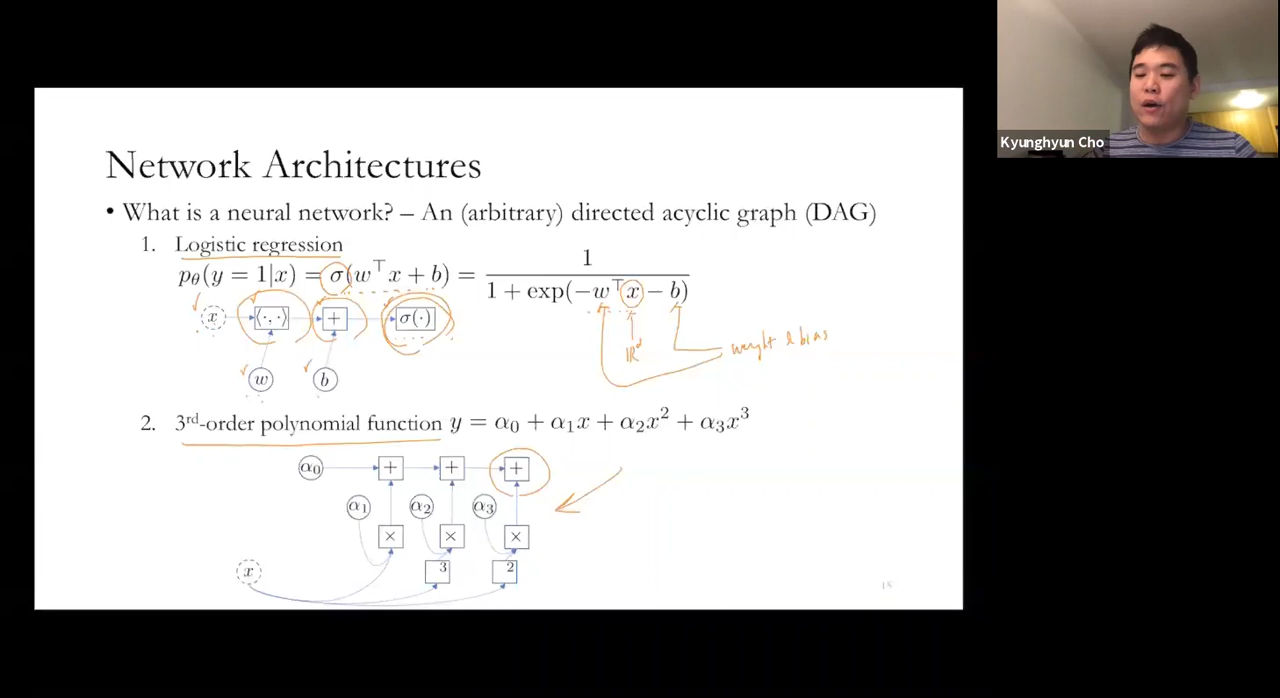 Network Architectures
• What is a neural network? – An (arbitrary) directed acyclic graph (DAG)
1. Logistic regression
pθ(y = 1|x) = σ(w⊤x + b) = 1 / (1 + exp(−w⊤x − b))
x ⟨·,·⟩ + σ(·)
w b
ℝᵈ
weight & bias
2. 3rd-order polynomial function y = α₀ + α₁x + α₂x² + α₃x³
α₀ + + +
α₁ α₂ α₃
× × ×
x 3 2
Kyunghyun Cho